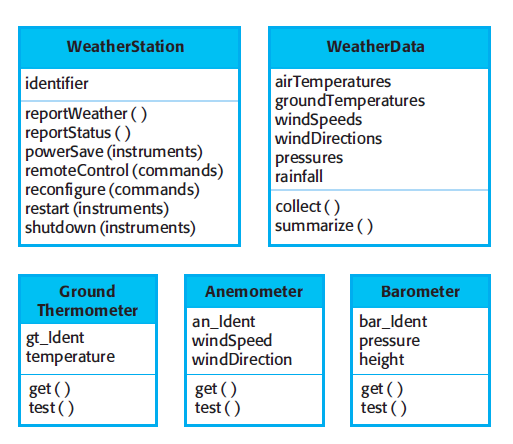 WeatherStation
identifier
reportWeather ( )
reportStatus ( )
powerSave (instruments)
remoteControl (commands)
reconfigure (commands)
restart (instruments)
shutdown (instruments)
WeatherData
airTemperatures
groundTemperatures
windSpeeds
windDirections
pressures
rainfall
collect ( )
summarize ( )
Ground
Thermometer
gt_Ident
temperature
get ( )
test ( )
Anemometer
an_Ident
windSpeed
windDirection
get ( )
test ( )
Barometer
bar_Ident
pressure
height
get ( )
test ( )